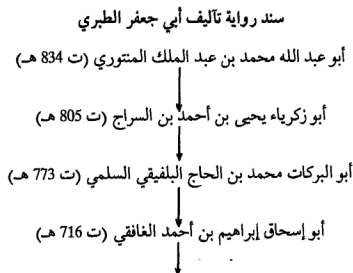 سند رواية تآليف أبي جعفر الطبري
أبو عبد الله محمد بن عبد الملك المنتوري (ت 834 هـ)
أبو زكرياء يحيى بن أحمد بن السراج (ت 805 هـ)
أبو البركات محمد بن الحاج البلفيقي السلمي (ت 773 هـ)
أبو إسحاق إبراهيم بن أحمد الغافقي (ت 716 هـ)